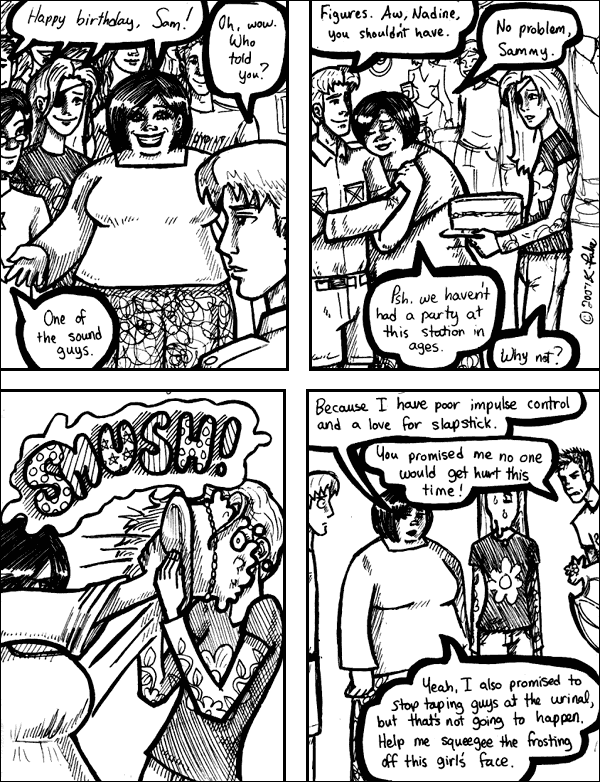 Happy birthday, Sam!
Oh, wow.
Who
told
you?
One of
the sound
guys.
Figures. Aw, Nadine,
you shouldn't have.
No problem,
Sammy.
Psh. we haven't
had a party at
this station in
ages.
Why not?
© 2007 K.
SMUSH!
Because I have poor impulse control
and a love for slapstick.
You promised me no one
would get hurt this
time!
Yeah, I also promised to
stop taping guys at the urinal,
but that's not going to happen.
Help me squeegee the frosting
off this girl's face.